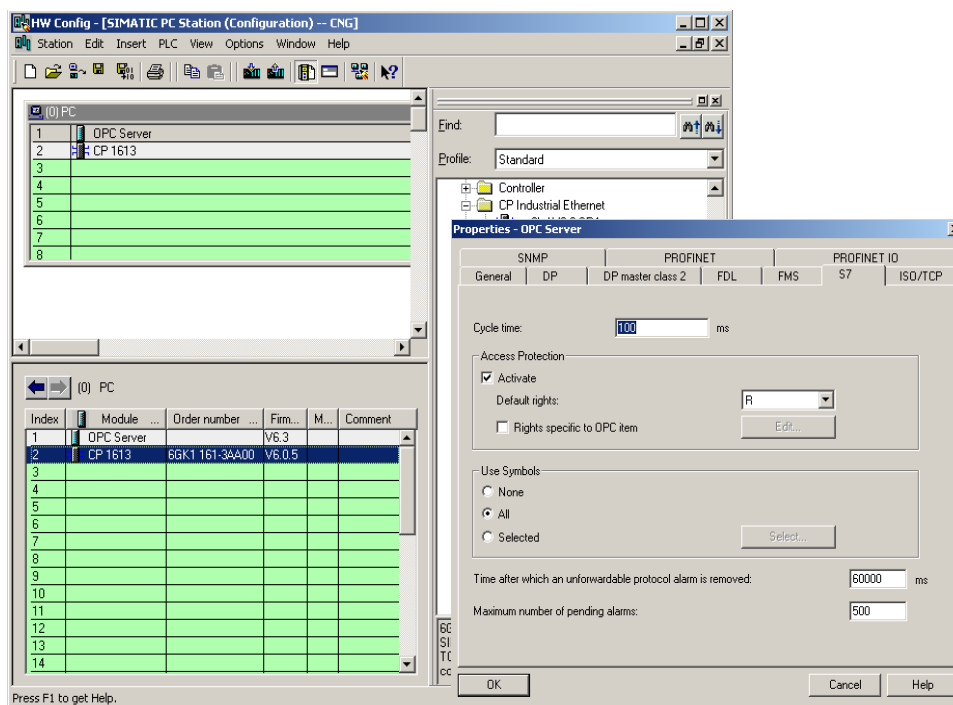 HW Config - [SIMATIC PC Station (Configuration) -- CNG]
Station Edit Insert PLC View Options Window Help
(0) PC
1 OPC Server
2 CP 1613
3
4
5
6
7
8
Find:
Profile: Standard
Controller
CP Industrial Ethernet
(0) PC
Index Module ... Order number ... Firm... M... Comment
1 OPC Server V6.3
2 CP 1613 6GK1 161-3AA00 V6.0.5
3
4
5
6
7
8
9
10
11
12
13
14
Press F1 to get Help.
Properties - OPC Server
SNMP PROFINET PROFINET IO
General DP DP master class 2 FDL FMS S7 ISO/TCP
Cycle time: 100 ms
Access Protection
Activate
Default rights: R
Rights specific to OPC item Edit...
Use Symbols
None
All
Selected Select...
Time after which an unforwardable protocol alarm is removed: 60000 ms
Maximum number of pending alarms: 500
OK Cancel Help